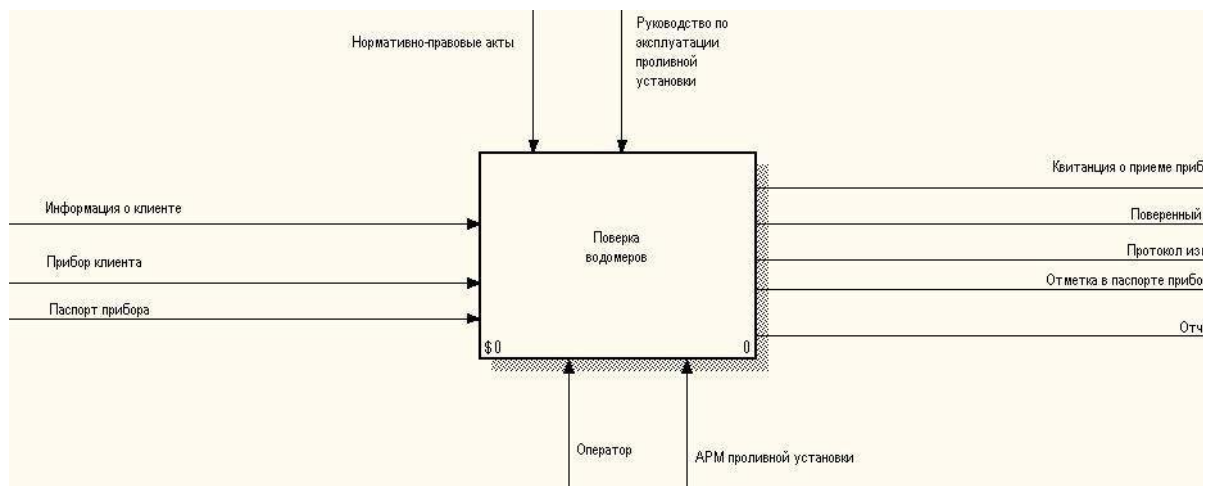 Нормативно-правовые акты
Руководство по
эксплуатации
проливной
установки
Информация о клиенте
Прибор клиента
Паспорт прибора
Поверка
водомеров
$0
0
Квитанция о приеме
Поверенный
Протокол
Отметка в паспорте
Оператор
АРМ проливной установки